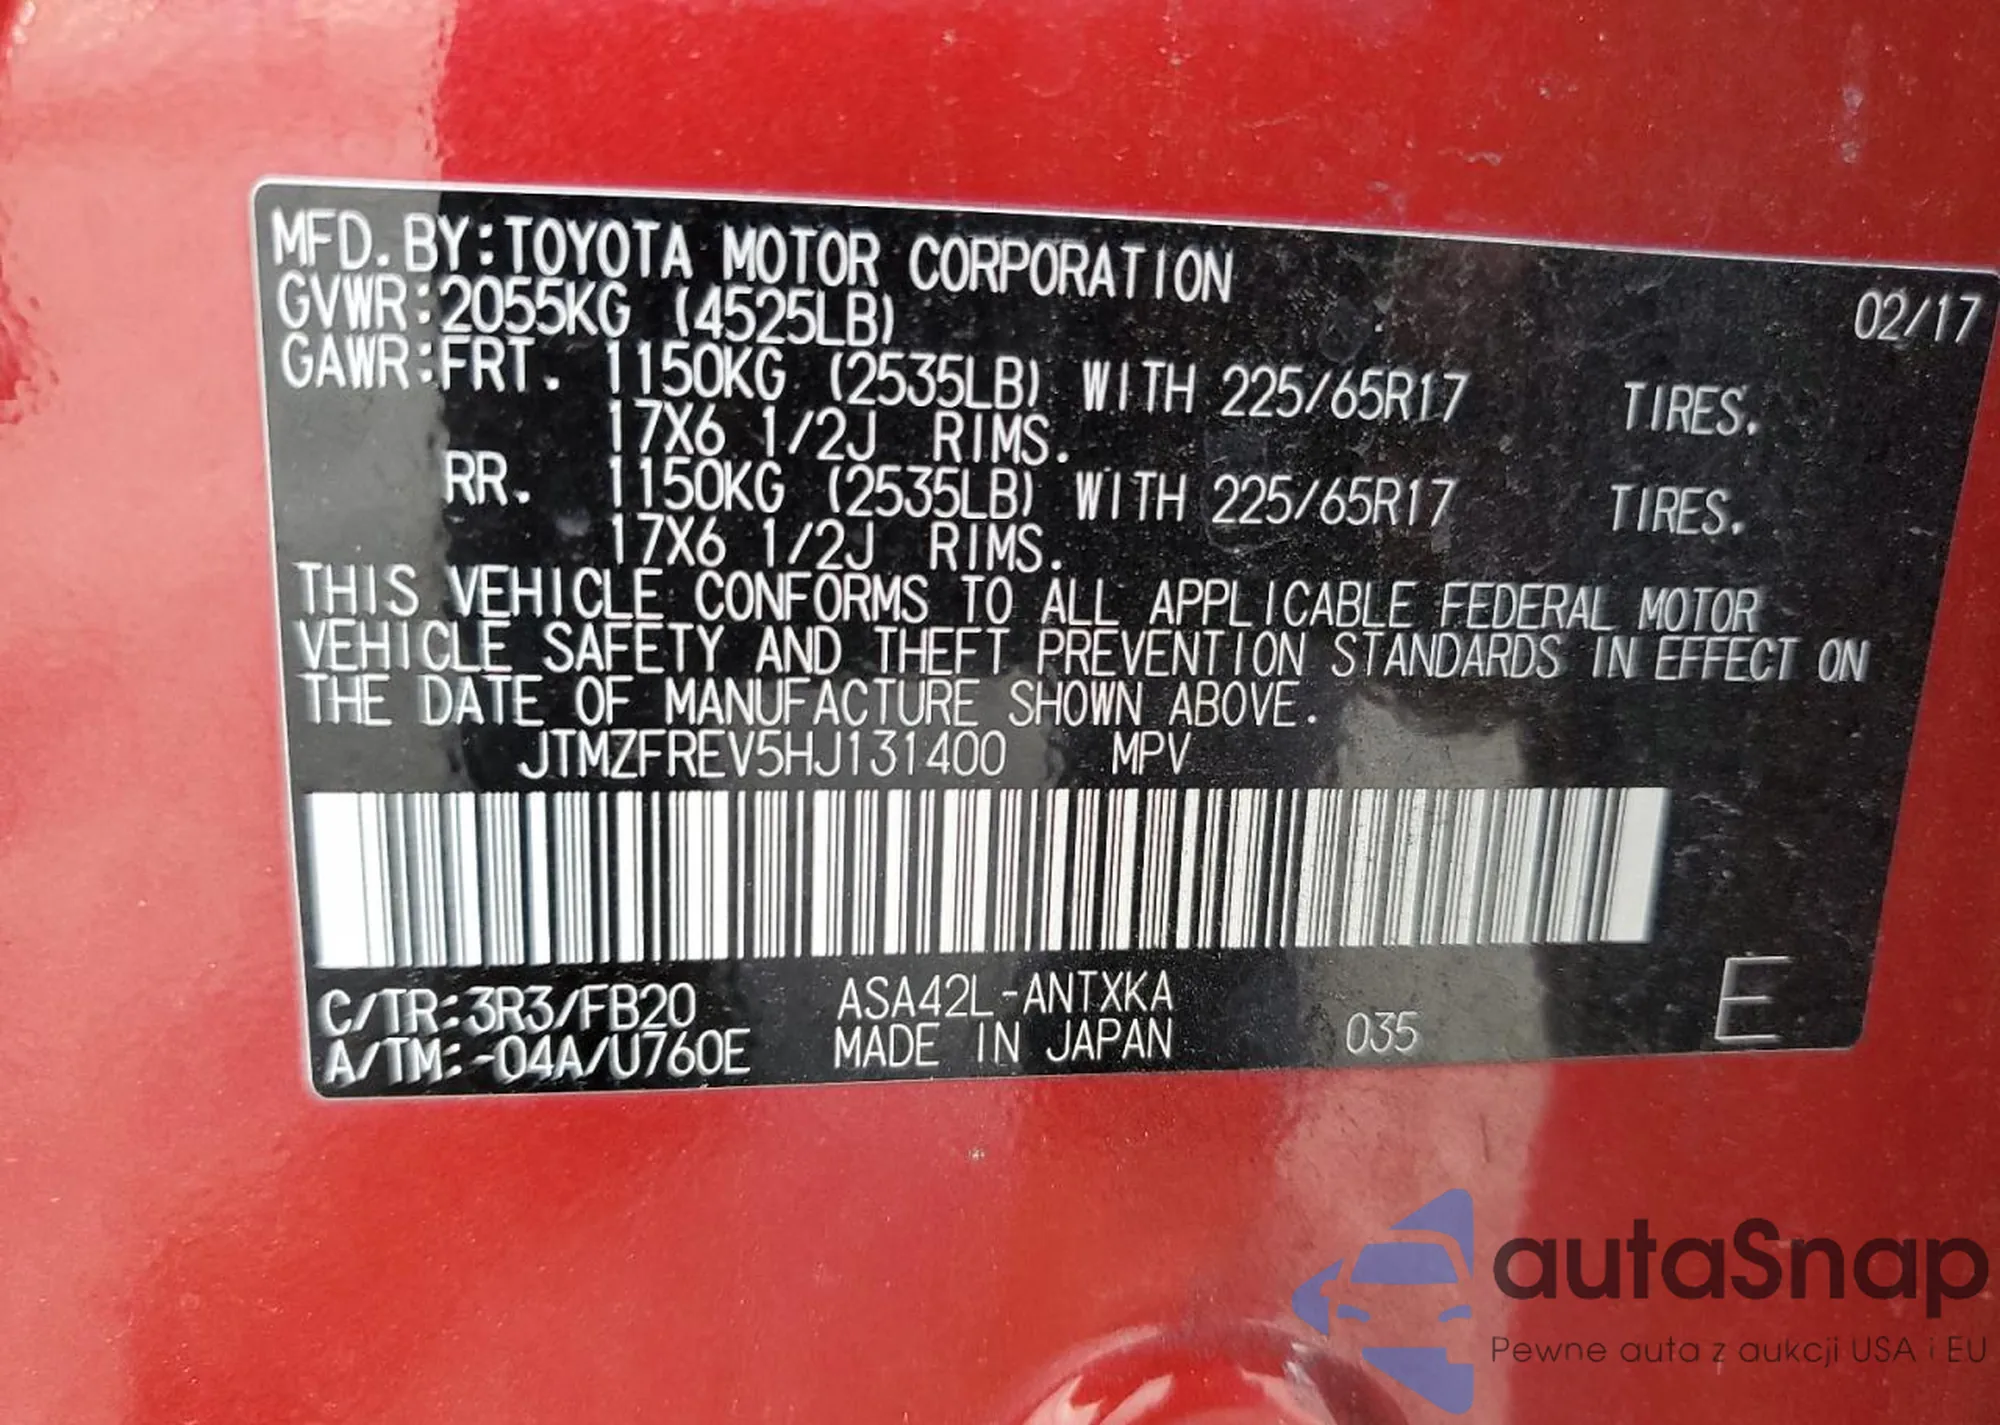 MFD. BY:TOYOTA MOTOR CORPORATION
02/17
GVWR:2055KG (4525LB)
GAWR:FRT. 1150KG (2535LB) WITH 225/65R17 TIRES.
17X6 1/2J RIMS.
RR. 1150KG (2535LB) WITH 225/65R17 TIRES.
17X6 1/2J RIMS.
THIS VEHICLE CONFORMS TO ALL APPLICABLE FEDERAL MOTOR
VEHICLE SAFETY AND THEFT PREVENTION STANDARDS IN EFFECT ON
THE DATE OF MANUFACTURE SHOWN ABOVE.
JTMZFREV5HJ131400 MPV
C/TR:3R3/FB20 ASA42L-ANTXKA
A/TM:-04A/U760E MADE IN JAPAN 035 E
autaSnap
Pewne auta z aukcji USA i EU